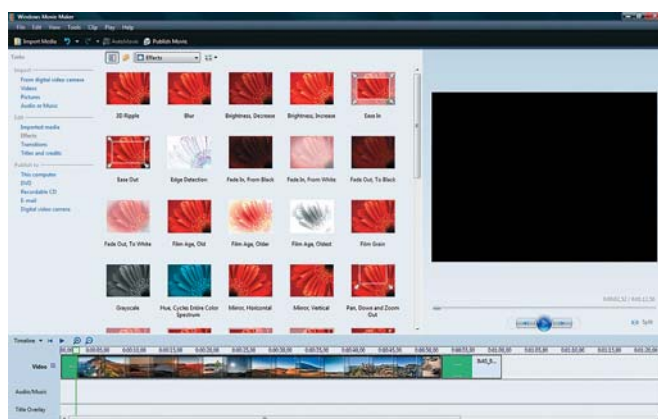 Windows Movie Maker
File Edit View Tools Clip Play Help
Import Media AutoMovie Publish Movie
Tasks
Effects
Import
From digital video camera
Videos
Pictures
Audio or Music
Edit
Imported media
Effects
Transitions
Titles and credits
Publish to
This computer
DVD
Recordable CD
E-mail
Digital video camera
3D Ripple
Blur
Brightness, Decrease
Brightness, Increase
Ease In
Ease Out
Edge Detection
Fade In, From Black
Fade In, From White
Fade Out, To Black
Fade Out, To White
Film Age, Old
Film Age, Older
Film Age, Oldest
Film Grain
Grayscale
Hue, Cycles Entire Color Spectrum
Mirror, Horizontal
Mirror, Vertical
Pan, Down and Zoom Out
Split
Timeline
Video
Audio/Music
Title Overlay